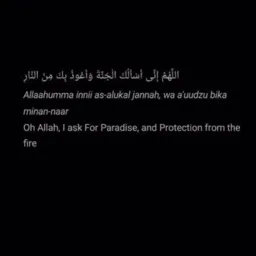 اللَّهُمَّ إِنِّى أَسْأَلُكَ الْجَنَّةَ وَأَعُوذُ بِكَ مِنَ النَّارِ
Allaahumma innii as-alukal jannah, wa a'uudzu bika
minan-naar
Oh Allah, I ask For Paradise, and Protection from the
fire